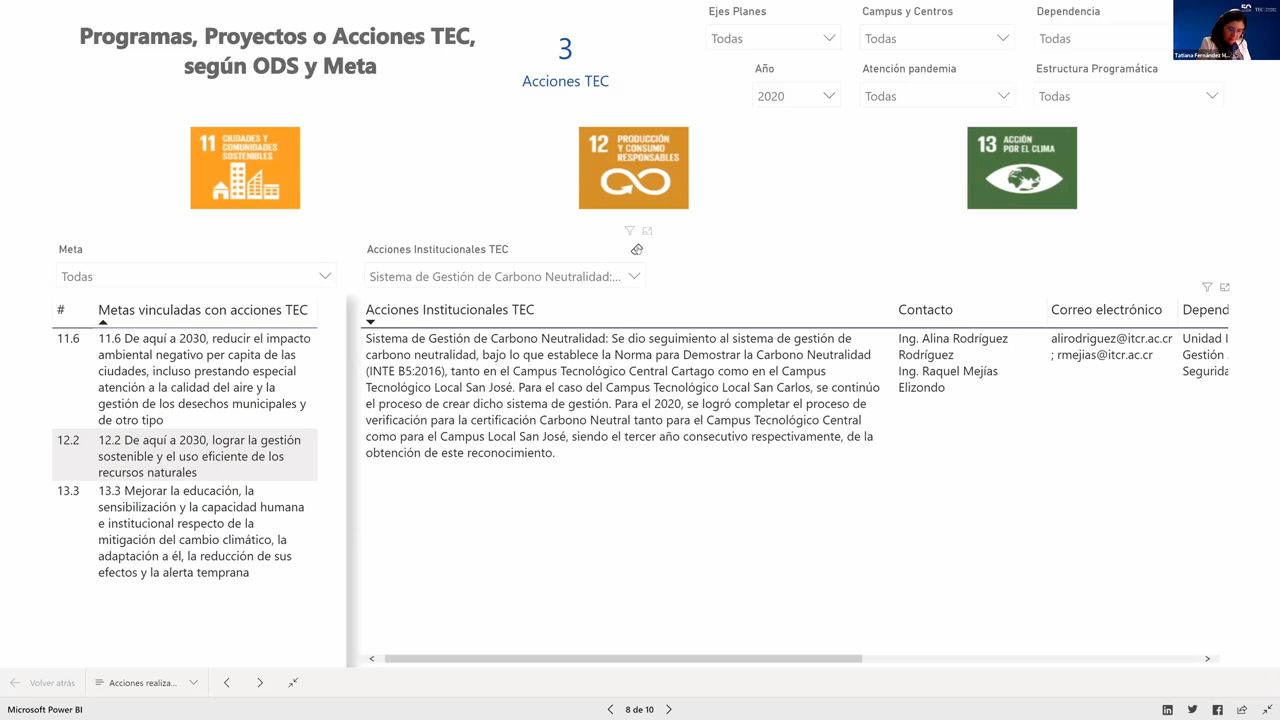 Programas, Proyectos o Acciones TEC,
según ODS y Meta
3
Acciones TEC
Ejes Planes
Todas
Campus y Centros
Todas
Dependencia
Todas
Año
2020
Atención pandemia
Todas
Estructura Programática
Todas
Tatiana Fernández M...
11 CIUDADES Y
COMUNIDADES
SOSTENIBLES
12 PRODUCCIÓN
Y CONSUMO
RESPONSABLES
13 ACCIÓN
POR EL CLIMA
Meta
Todas
Acciones Institucionales TEC
Sistema de Gestión de Carbono Neutralidad:...
# Metas vinculadas con acciones TEC
11.6 11.6 De aquí a 2030, reducir el impacto
ambiental negativo per capita de las
ciudades, incluso prestando especial
atención a la calidad del aire y la
gestión de los desechos municipales y
de otro tipo
12.2 12.2 De aquí a 2030, lograr la gestión
sostenible y el uso eficiente de los
recursos naturales
13.3 13.3 Mejorar la educación, la
sensibilización y la capacidad humana
e institucional respecto de la
mitigación del cambio climático, la
adaptación a él, la reducción de sus
efectos y la alerta temprana
Acciones Institucionales TEC
Sistema de Gestión de Carbono Neutralidad: Se dio seguimiento al sistema de gestión de
carbono neutralidad, bajo lo que establece la Norma para Demostrar la Carbono Neutralidad
(INTE B5:2016), tanto en el Campus Tecnológico Central Cartago como en el Campus
Tecnológico Local San José. Para el caso del Campus Tecnológico Local San Carlos, se continúo
el proceso de crear dicho sistema de gestión. Para el 2020, se logró completar el proceso de
verificación para la certificación Carbono Neutral tanto para el Campus Tecnológico Central
como para el Campus Local San José, siendo el tercer año consecutivo respectivamente, de la
obtención de este reconocimiento.
Contacto
Ing. Alina Rodríguez
Rodríguez
Ing. Raquel Mejías
Elizondo
Correo electrónico
alirodriguez@itcr.ac.cr
; rmejias@itcr.ac.cr
Depend
Unidad I
Gestión
Segurida
Volver atrás
Acciones realiza...
Microsoft Power BI
8 de 10